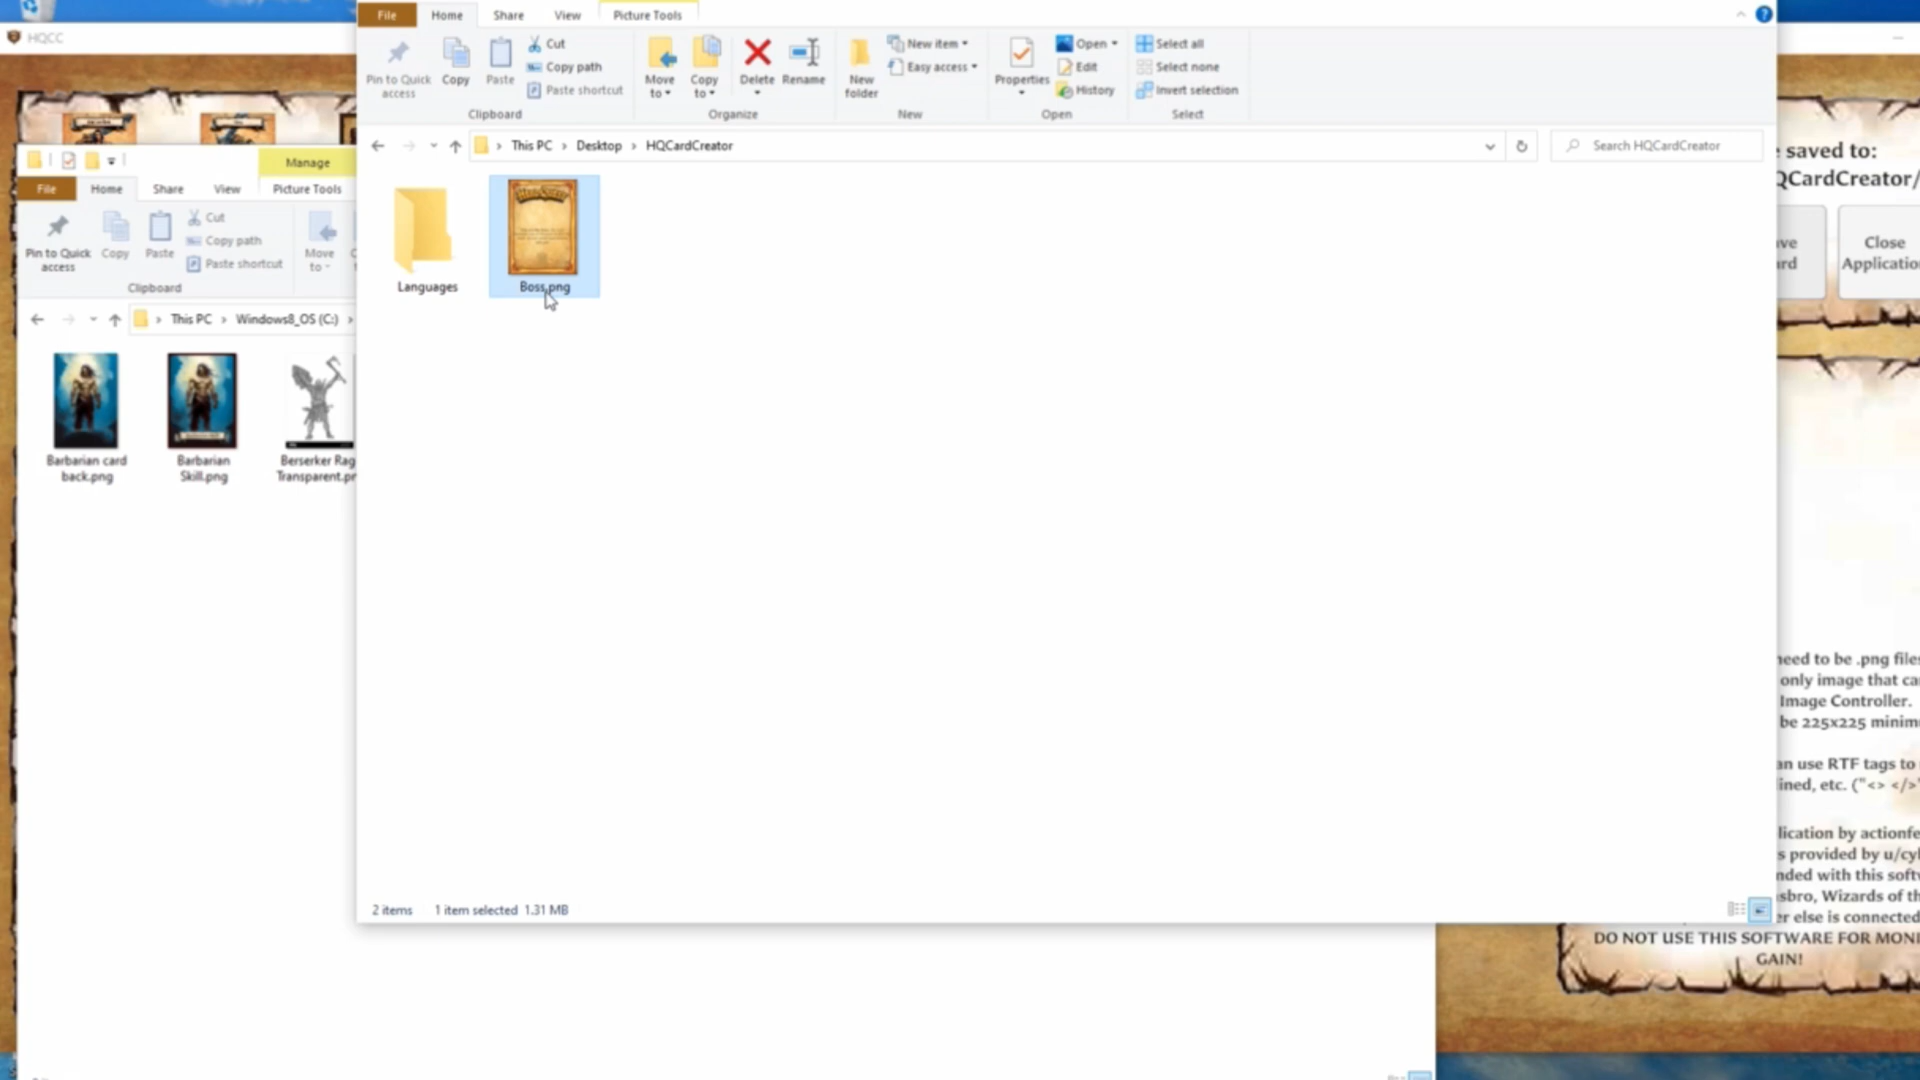 HQCC
File
Home
Share
View
Picture Tools
Pin to Quick
access
Copy
Paste
Cut
Copy path
Paste shortcut
Clipboard
Move
to
Copy
to
Delete
Rename
Organize
New
folder
New item
Easy access
New
Properties
Open
Edit
History
Open
Select all
Select none
Invert selection
Select
This PC
Desktop
HQCardCreator
Search HQCardCreator
Languages
Boss.png
2 items
1 item selected 1.31 MB
Manage
File
Home
Share
View
Picture Tools
Pin to Quick
access
Copy
Paste
Cut
Copy path
Paste shortcut
Clipboard
Move
to
This PC
Windows8_OS (C:)
Barbarian card
back.png
Barbarian
Skill.png
Berserker Rag
Transparent.pn
saved to:
QCardCreator/
Close
Applicatio
need to be .png files
only image that ca
Image Controller.
be 225x225 minim
an use RTF tags to
ined, etc. ("<> </>"
lication by actionfe
s provided by u/cyl
nded with this softw
sbro, Wizards of th
er else is connected
DO NOT USE THIS SOFTWARE FOR MON
GAIN!